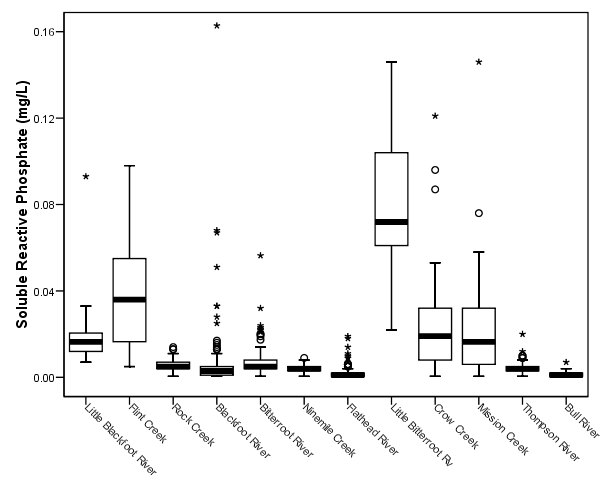 Soluble Reactive Phosphate (mg/L)
0.16
0.12
0.08
0.04
0.00
Little Blackfoot River
Flint Creek
Rock Creek
Blackfoot River
Bitterroot River
Ninemile Creek
Flathead River
Little Bitterroot Rv
Crow Creek
Mission Creek
Thompson River
Bull River